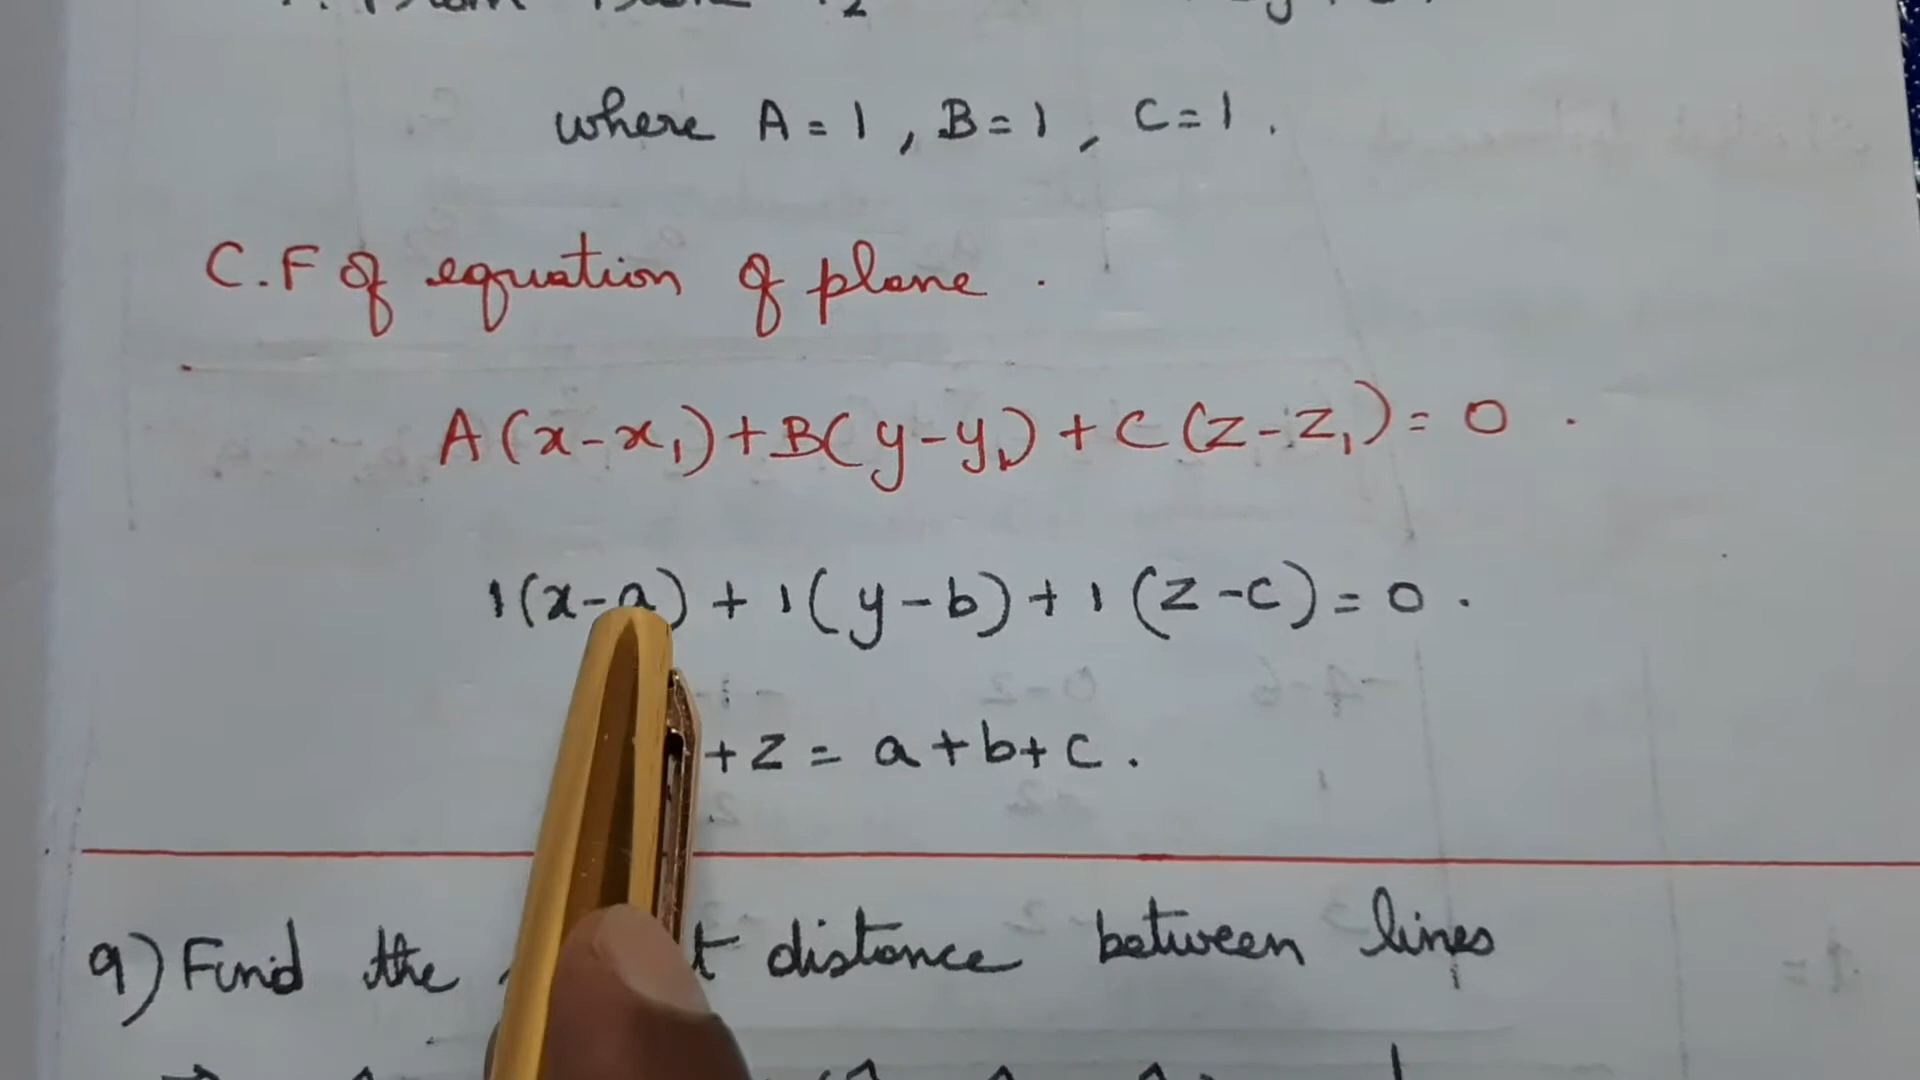 where A = 1, B = 1, C = 1.
C.F of equation of plane.
A(x-x₁)+B(y-y₁)+C(z-z₁)=0.
1(x-a)+1(y-b)+1(z-c)=0.
+z = a+b+c.
9) Find the distance between lines